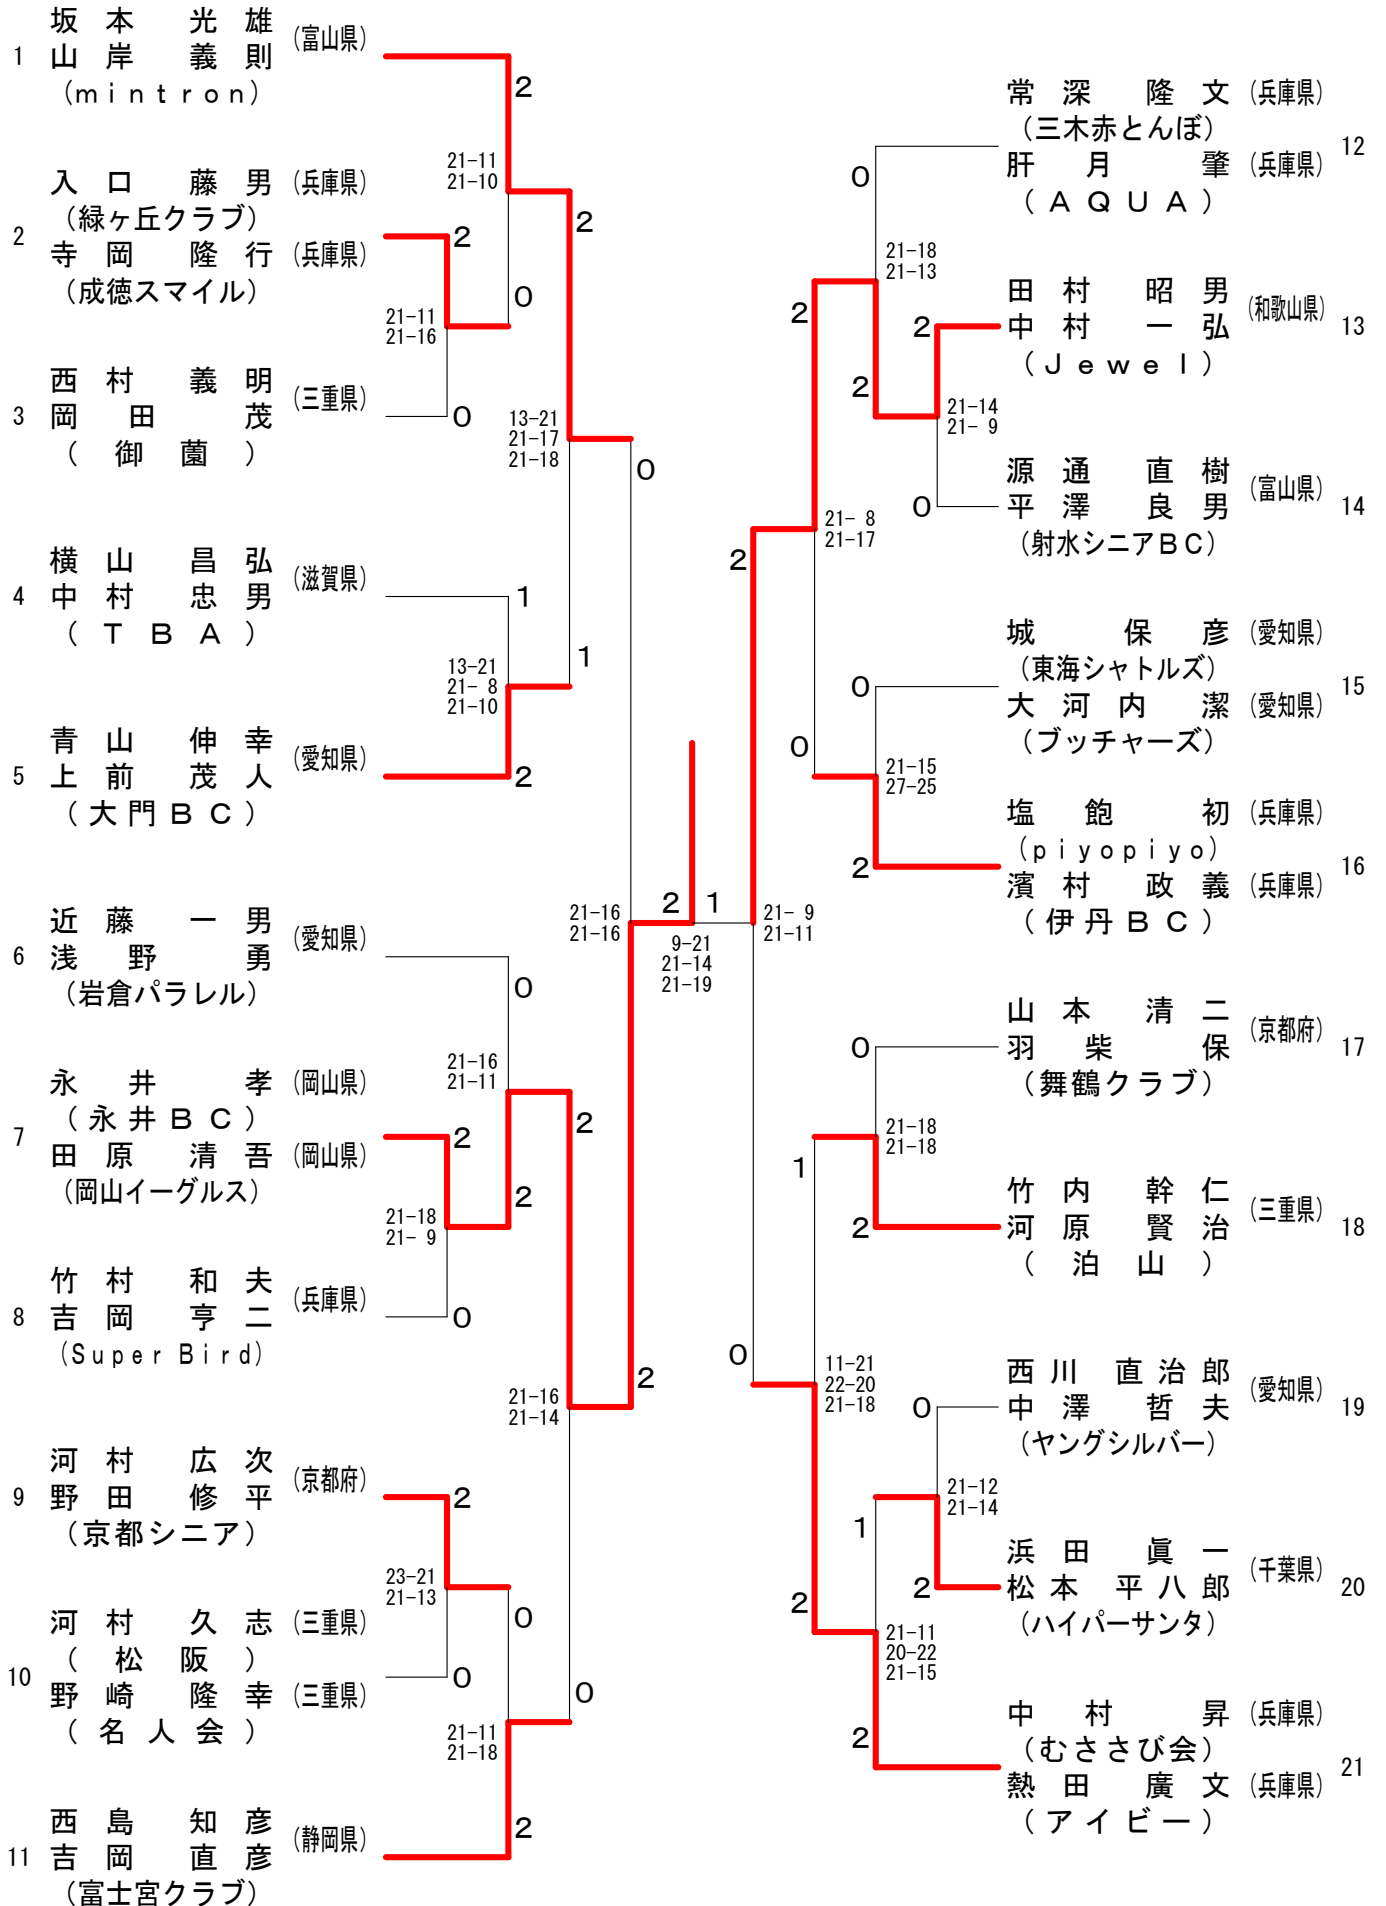 坂本 光雄
(富山県)
1 山岸 義則
(mintron)
2
21-11
21-10
入口 藤男 (兵庫県)
(緑ヶ丘クラブ)
2
寺岡 隆行 (兵庫県)
(成徳スマイル)
2
2
0
21-11
21-16
西村 義明
(三重県)
3 岡田 茂
(御薗)
0
13-21
21-17
21-18
0
横山 昌弘
(滋賀県)
4 中村 忠男
(TBA)
1
1
13-21
21- 8
21-10
青山 伸幸
(愛知県)
5 上前 茂人
(大門BC)
2
近藤 一男
(愛知県)
6 浅野 勇
(岩倉パラレル)
0
21-16
21-16
2
1
9-21
21-14
21-19
21-16
21-11
永井 孝 (岡山県)
(永井BC)
7
田原 清吾 (岡山県)
(岡山イーグルス)
2
2
2
21-18
21- 9
竹村 和夫
(兵庫県)
8 吉岡 亨二
(Super Bird)
0
2
21-16
21-14
河村 広次
(京都府)
9 野田 修平
(京都シニア)
2
23-21
21-13
0
河村 久志 (三重県)
(松阪)
10
野崎 隆幸 (三重県)
(名人会)
0
0
21-11
21-18
西島 知彦
(静岡県)
11 吉岡 直彦
(富士宮クラブ)
2
常深 隆文 (兵庫県)
(三木赤とんぼ)
12
肝月 肇 (兵庫県)
(AQUA)
0
21-18
21-13
田村 昭男
(和歌山県)
中村 一弘 13
(Jewel)
2
2
2
21-14
21- 9
源通 直樹
(富山県)
平澤 良男 14
(射水シニアBC)
0
21- 8
21-17
2
城 保彦 (愛知県)
(東海シャトルズ)
15
大河内 潔 (愛知県)
(ブッチャーズ)
0
0
21-15
27-25
塩飽 初 (兵庫県)
(piyopiyo)
16
濱村 政義 (兵庫県)
(伊丹BC)
2
21- 9
21-11
山本 清二
(京都府)
羽柴 保 17
(舞鶴クラブ)
0
21-18
21-18
1
竹内 幹仁
(三重県)
河原 賢治 18
(泊山)
2
0
11-21
22-20
21-18
西川 直治郎
(愛知県)
中澤 哲夫 19
(ヤングシルバー)
0
21-12
21-14
1
浜田 眞一
(千葉県)
松本 平八郎 20
(ハイパーサンタ)
2
2
21-11
20-22
21-15
中村 昇 (兵庫県)
(むささび会)
21
熱田 廣文 (兵庫県)
(アイビー)
2